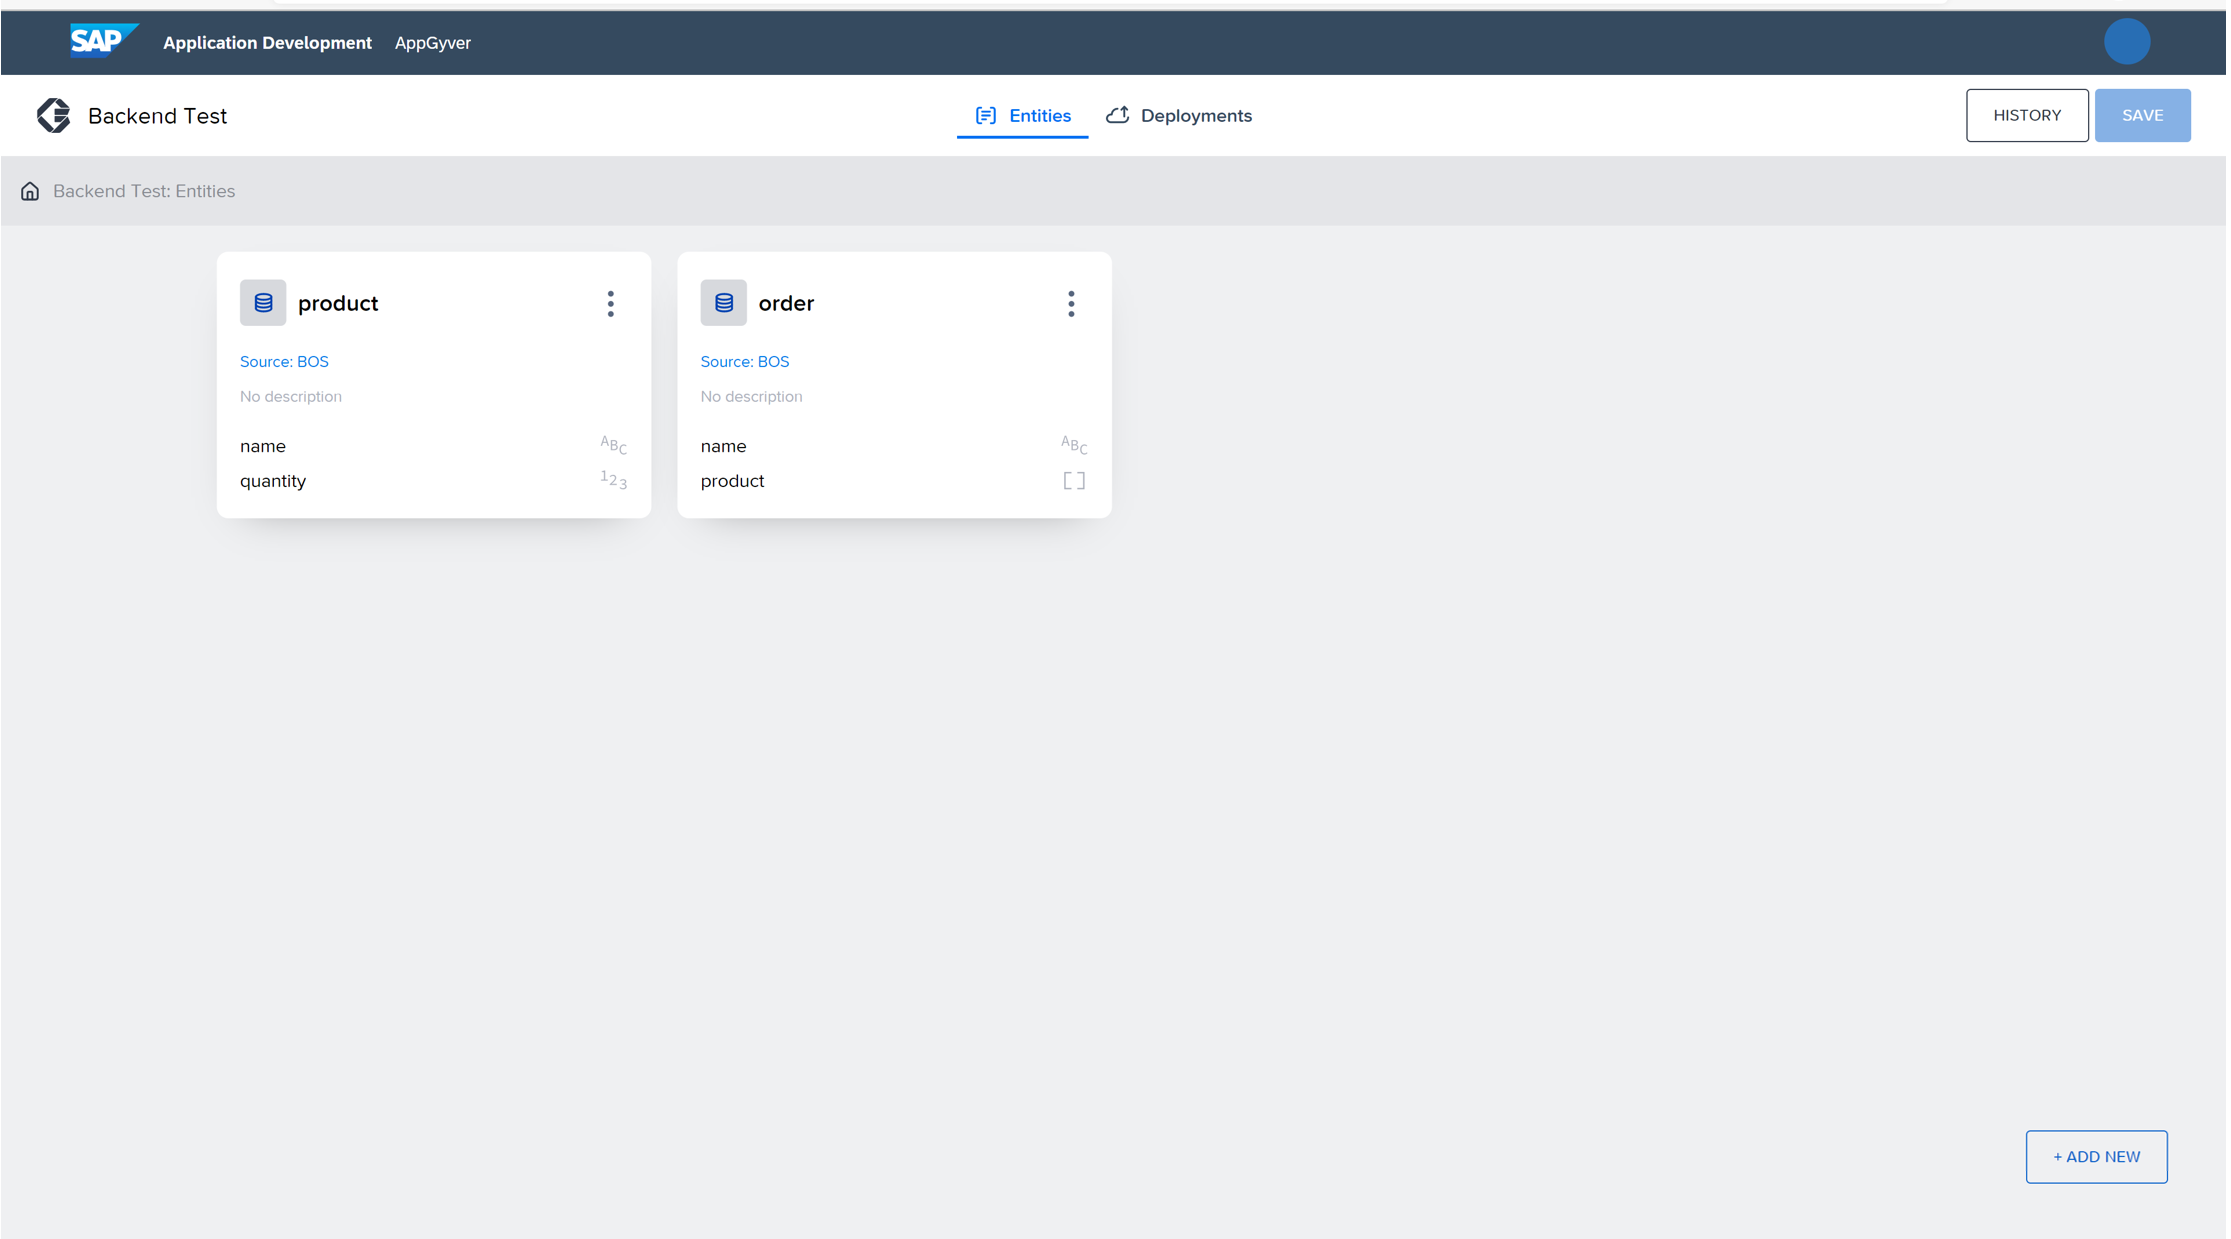 SAP Application Development AppGyver
Backend Test
Entities
Deployments
HISTORY
SAVE
Backend Test: Entities
product
Source: BOS
No description
name ABC
quantity 123
order
Source: BOS
No description
name ABC
product []
+ ADD NEW